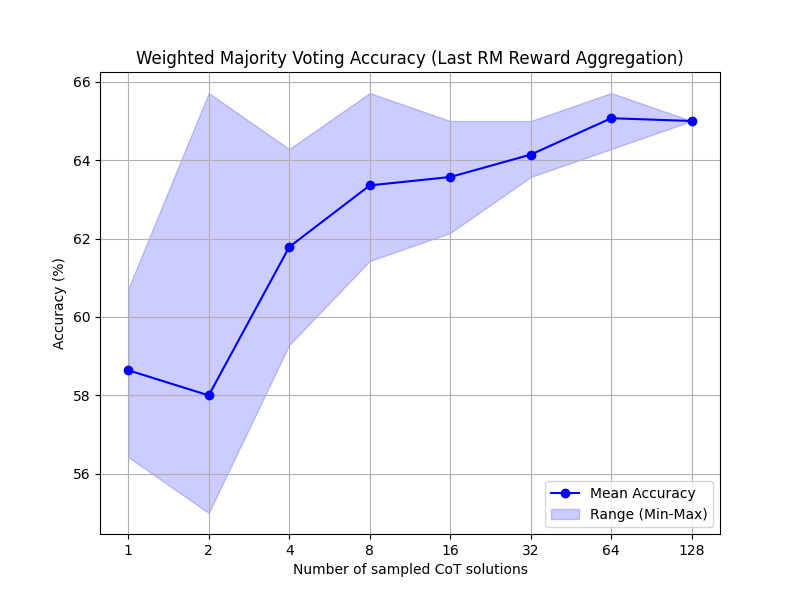 Weighted Majority Voting Accuracy (Last RM Reward Aggregation)
66
64
62
60
58
56
Accuracy (%)
Mean Accuracy
Range (Min-Max)
1 2 4 8 16 32 64 128
Number of sampled CoT solutions